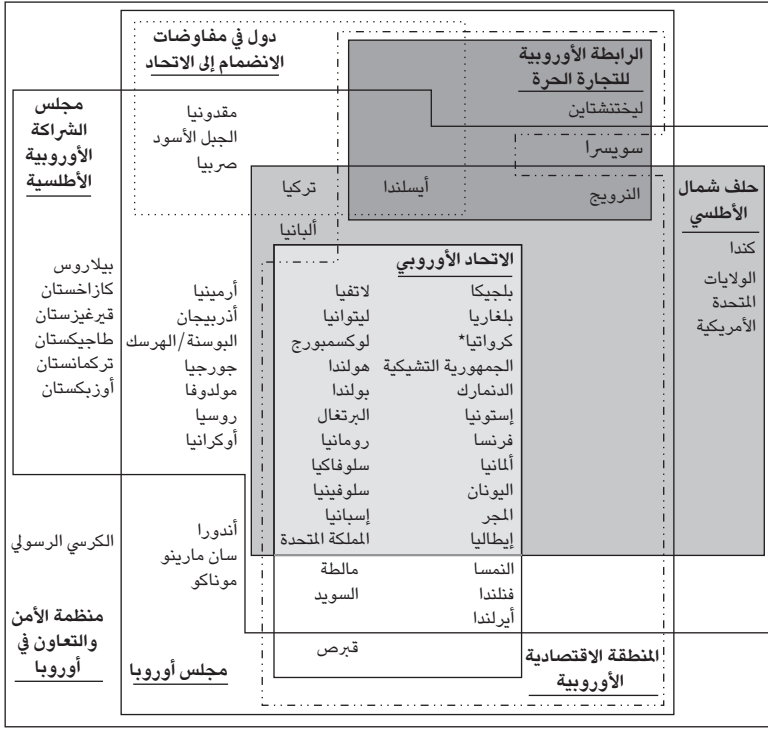 دول في مفاوضات
الانضمام إلى الاتحاد
الرابطة الأوروبية
للتجارة الحرة
ليختنشتاين
سويسرا
النرويج
أيسلندا
تركيا
ألبانيا
مقدونيا
الجبل الأسود
صربيا
مجلس
الشراكة
الأوروبية
الأطلسية
حلف شمال
الأطلسي
كندا
الولايات
المتحدة
الأمريكية
الاتحاد الأوروبي
بلجيكا
بلغاريا
كرواتيا*
الجمهورية التشيكية
الدنمارك
إستونيا
فرنسا
ألمانيا
اليونان
المجر
إيطاليا
النمسا
فنلندا
أيرلندا
لاتفيا
ليتوانيا
لوكسمبورج
هولندا
بولندا
البرتغال
رومانيا
سلوفاكيا
سلوفينيا
إسبانيا
المملكة المتحدة
مالطة
السويد
قبرص
أرمينيا
أذربيجان
البوسنة/الهرسك
جورجيا
مولدوفا
روسيا
أوكرانيا
بيلاروس
كازاخستان
قيرغيزستان
طاجيكستان
تركمانستان
أوزبكستان
أندورا
سان مارينو
موناكو
الكرسي الرسولي
المنطقة الاقتصادية
الأوروبية
مجلس أوروبا
منظمة الأمن
والتعاون في
أوروبا